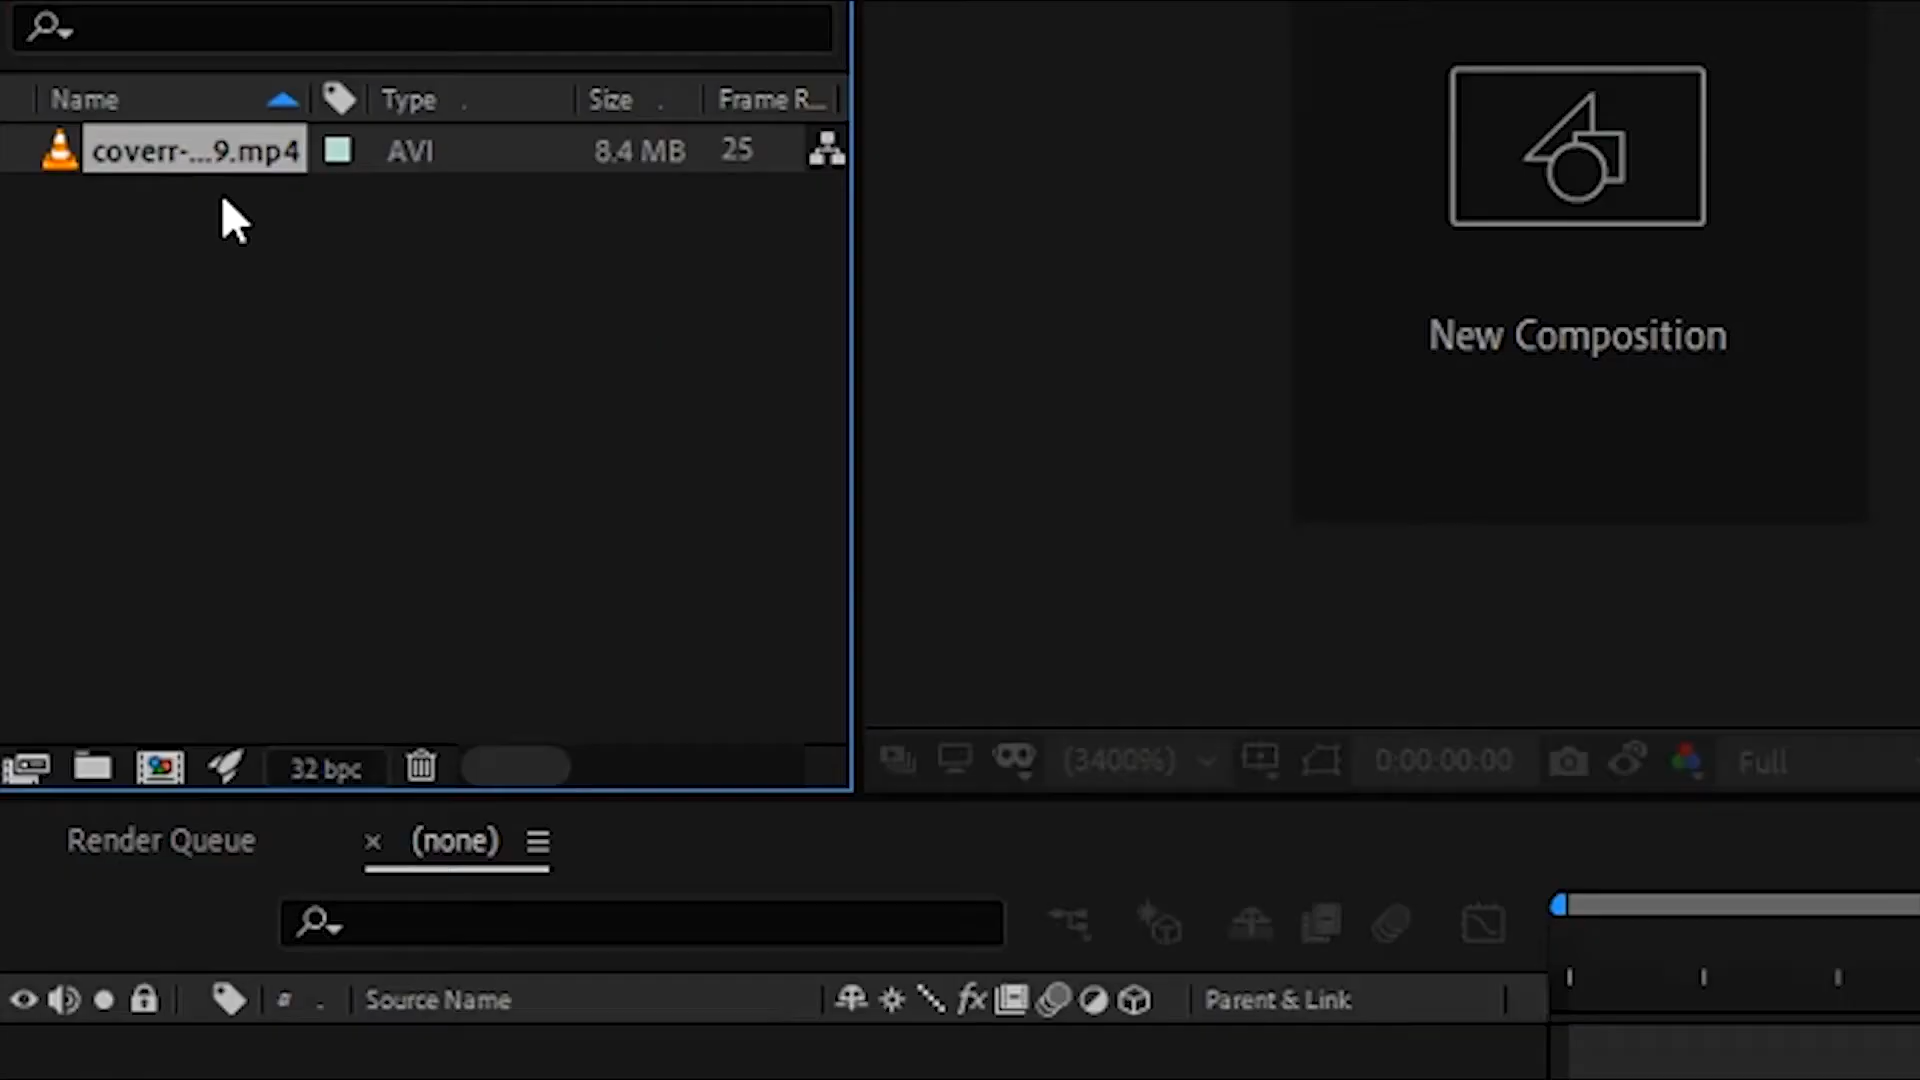 Name Type Size Frame R...
coverr-...9.mp4 AVI 8.4 MB 25
New Composition
32 bpc
(3400%) 0:00:00:00 Full
Render Queue × (none)
# Source Name fx Parent & Link